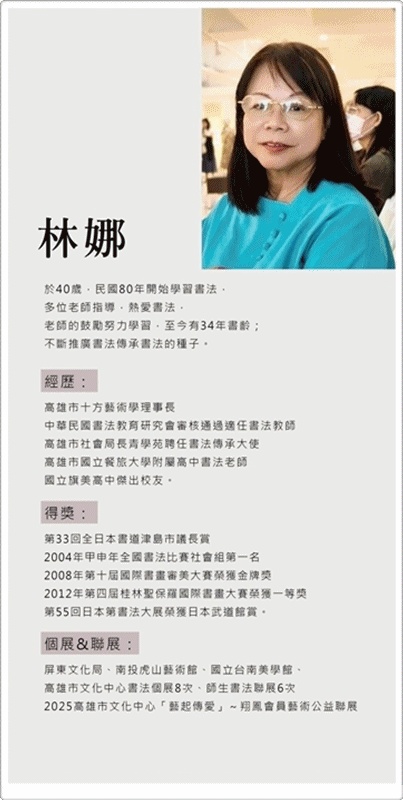 林娜
於40歲，民國80年開始學習書法，
多位老師指導，熱愛書法，
老師的鼓勵努力學習，至今有34年書齡；
不斷推廣書法傳承書法的種子。
經歷：
高雄市十方藝術學理事長
中華民國書法教育研究會審核通過適任書法教師
高雄市社會局長青學苑聘任書法傳承大使
高雄市國立餐旅大學附屬高中書法老師
國立旗美高中傑出校友。
得獎：
第33回全日本書道津島市議長賞
2004年甲申年全國書法比賽社會組第一名
2008年第十屆國際書畫審美大賽榮獲金牌獎
2012年第四屆桂林聖保羅國際書畫大賽榮獲一等獎
第55回日本第書法大展榮獲日本武道館賞。
個展&聯展：
屏東文化局、南投虎山藝術館、國立台南美學館、
高雄市文化中心書法個展8次、師生書法聯展6次
2025高雄市文化中心「藝起傳愛」~翔鳳會員藝術公益聯展